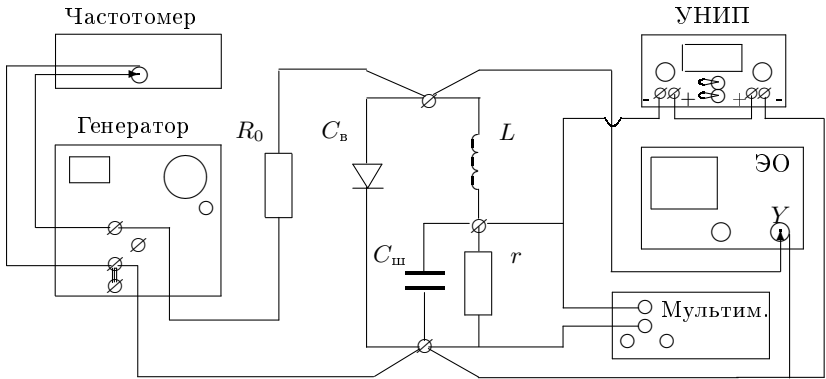 Частотомер
УНИП
- + + -
Генератор
R₀
Cв
L
ЭО
Y
Cш
r
Мультим.